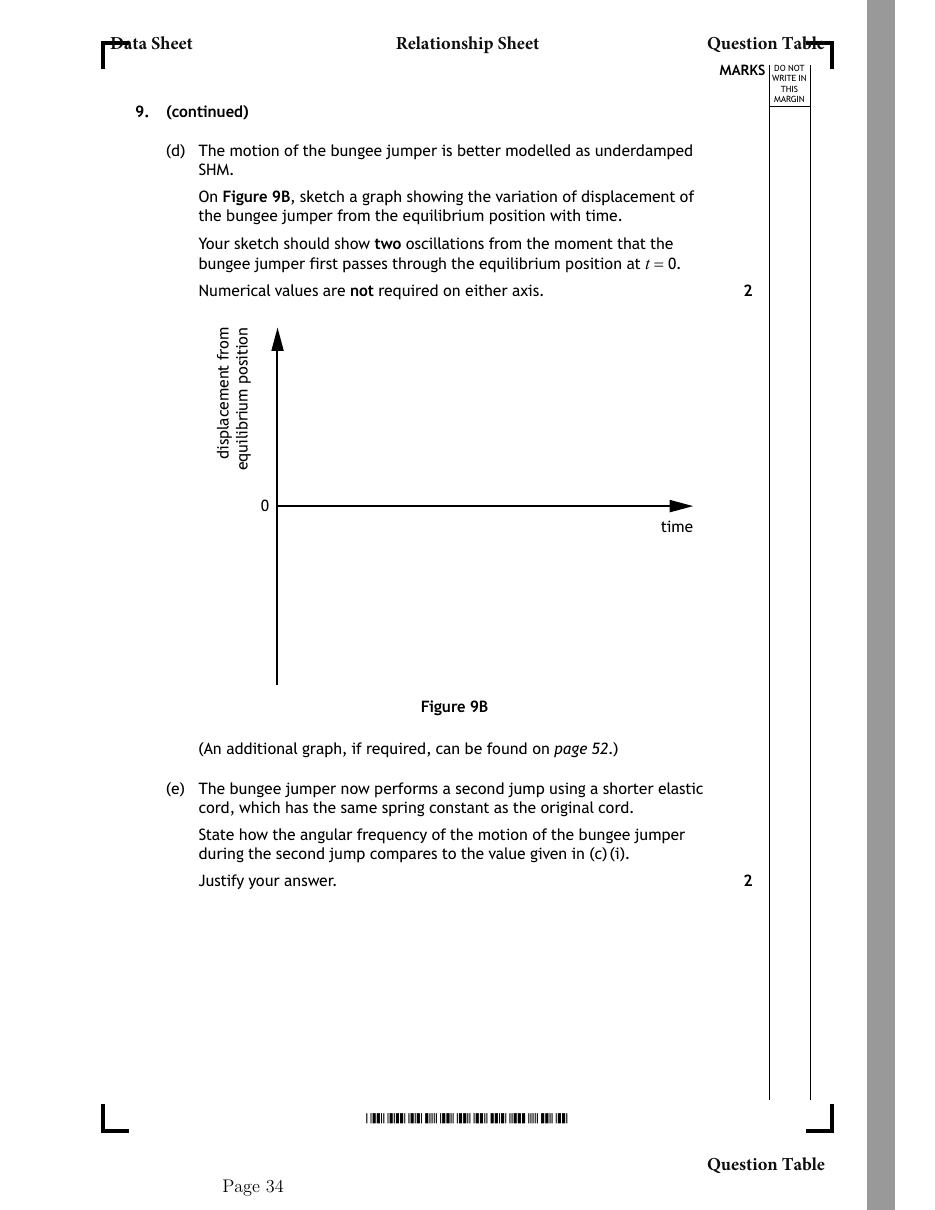 Data Sheet Relationship Sheet Question Table
MARKS
DO NOT
WRITE IN
THIS
MARGIN
9. (continued)
(d) The motion of the bungee jumper is better modelled as underdamped
SHM.
On Figure 9B, sketch a graph showing the variation of displacement of
the bungee jumper from the equilibrium position with time.
Your sketch should show two oscillations from the moment that the
bungee jumper first passes through the equilibrium position at t = 0.
Numerical values are not required on either axis. 2
displacement from
equilibrium position
0
time
Figure 9B
(An additional graph, if required, can be found on page 52.)
(e) The bungee jumper now performs a second jump using a shorter elastic
cord, which has the same spring constant as the original cord.
State how the angular frequency of the motion of the bungee jumper
during the second jump compares to the value given in (c)(i).
Justify your answer. 2
Question Table
Page 34